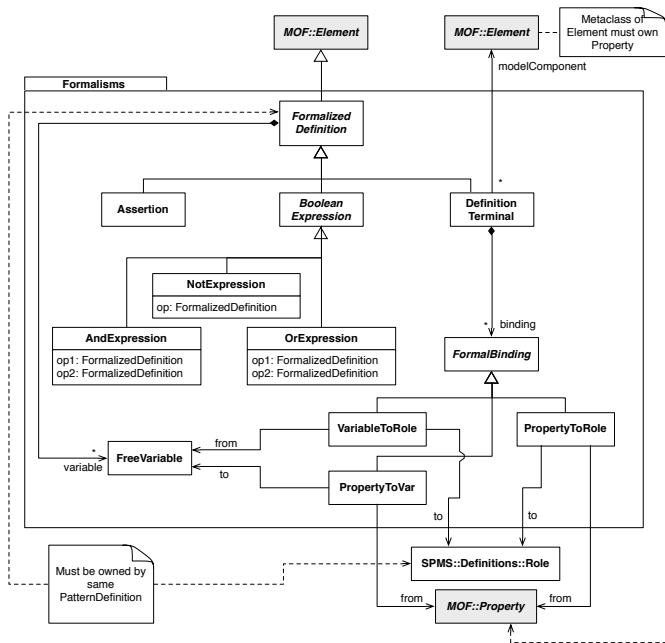 MOF::Element
MOF::Element
Metaclass of
Element must own
Property
modelComponent
Formalisms
Formalized
Definition
*
Assertion
Boolean
Expression
Definition
Terminal
NotExpression
op: FormalizedDefinition
AndExpression
op1: FormalizedDefinition
op2: FormalizedDefinition
OrExpression
op1: FormalizedDefinition
op2: FormalizedDefinition
* binding
FormalBinding
VariableToRole
PropertyToRole
from
*
variable
FreeVariable
to
PropertyToVar
to
to
Must be owned by
same
PatternDefinition
SPMS::Definitions::Role
from
MOF::Property
from